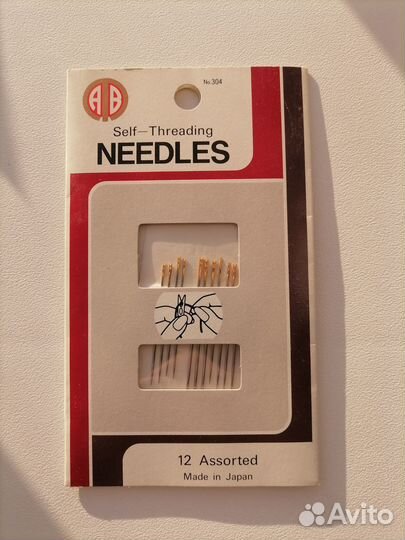 No.304
AB
Self-Threading
NEEDLES
12 Assorted
Made in Japan
Avito